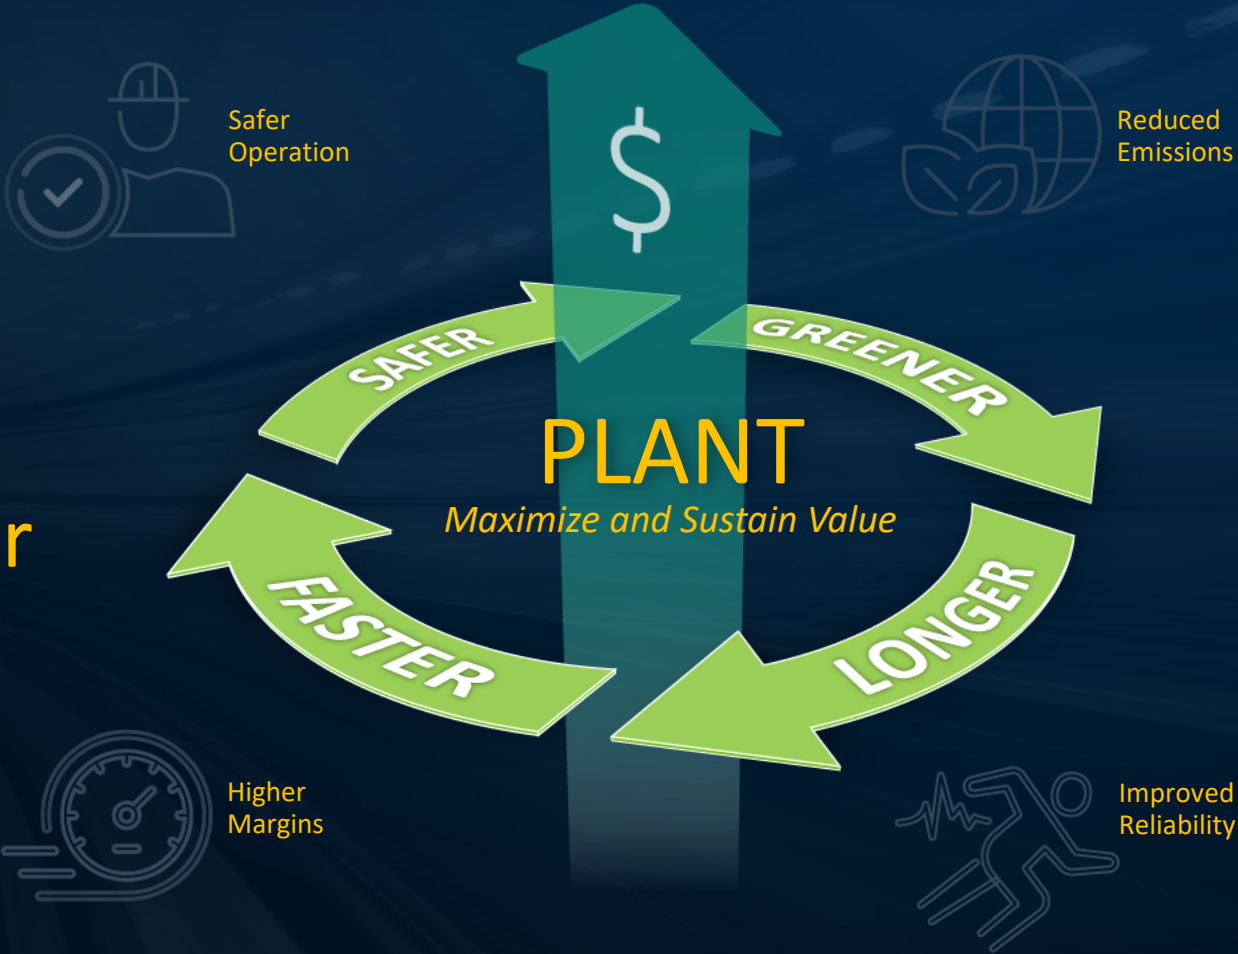 Safer
Operation
$
Reduced
Emissions
SAFER
GREENER
PLANT
Maximize and Sustain Value
r
LONGER
FASTER
Higher
Margins
Improved
Reliability